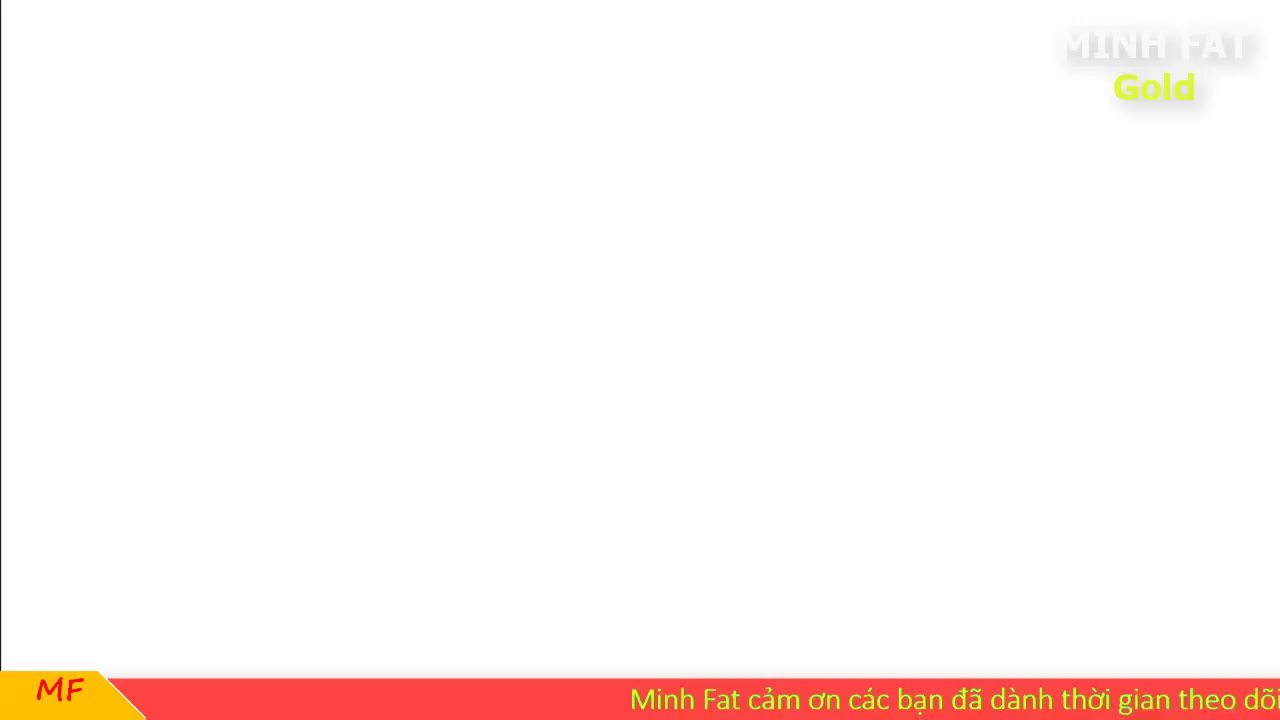 MINH FAT
Gold
MF
Minh Fat cảm ơn các bạn đã dành thời gian theo dõi